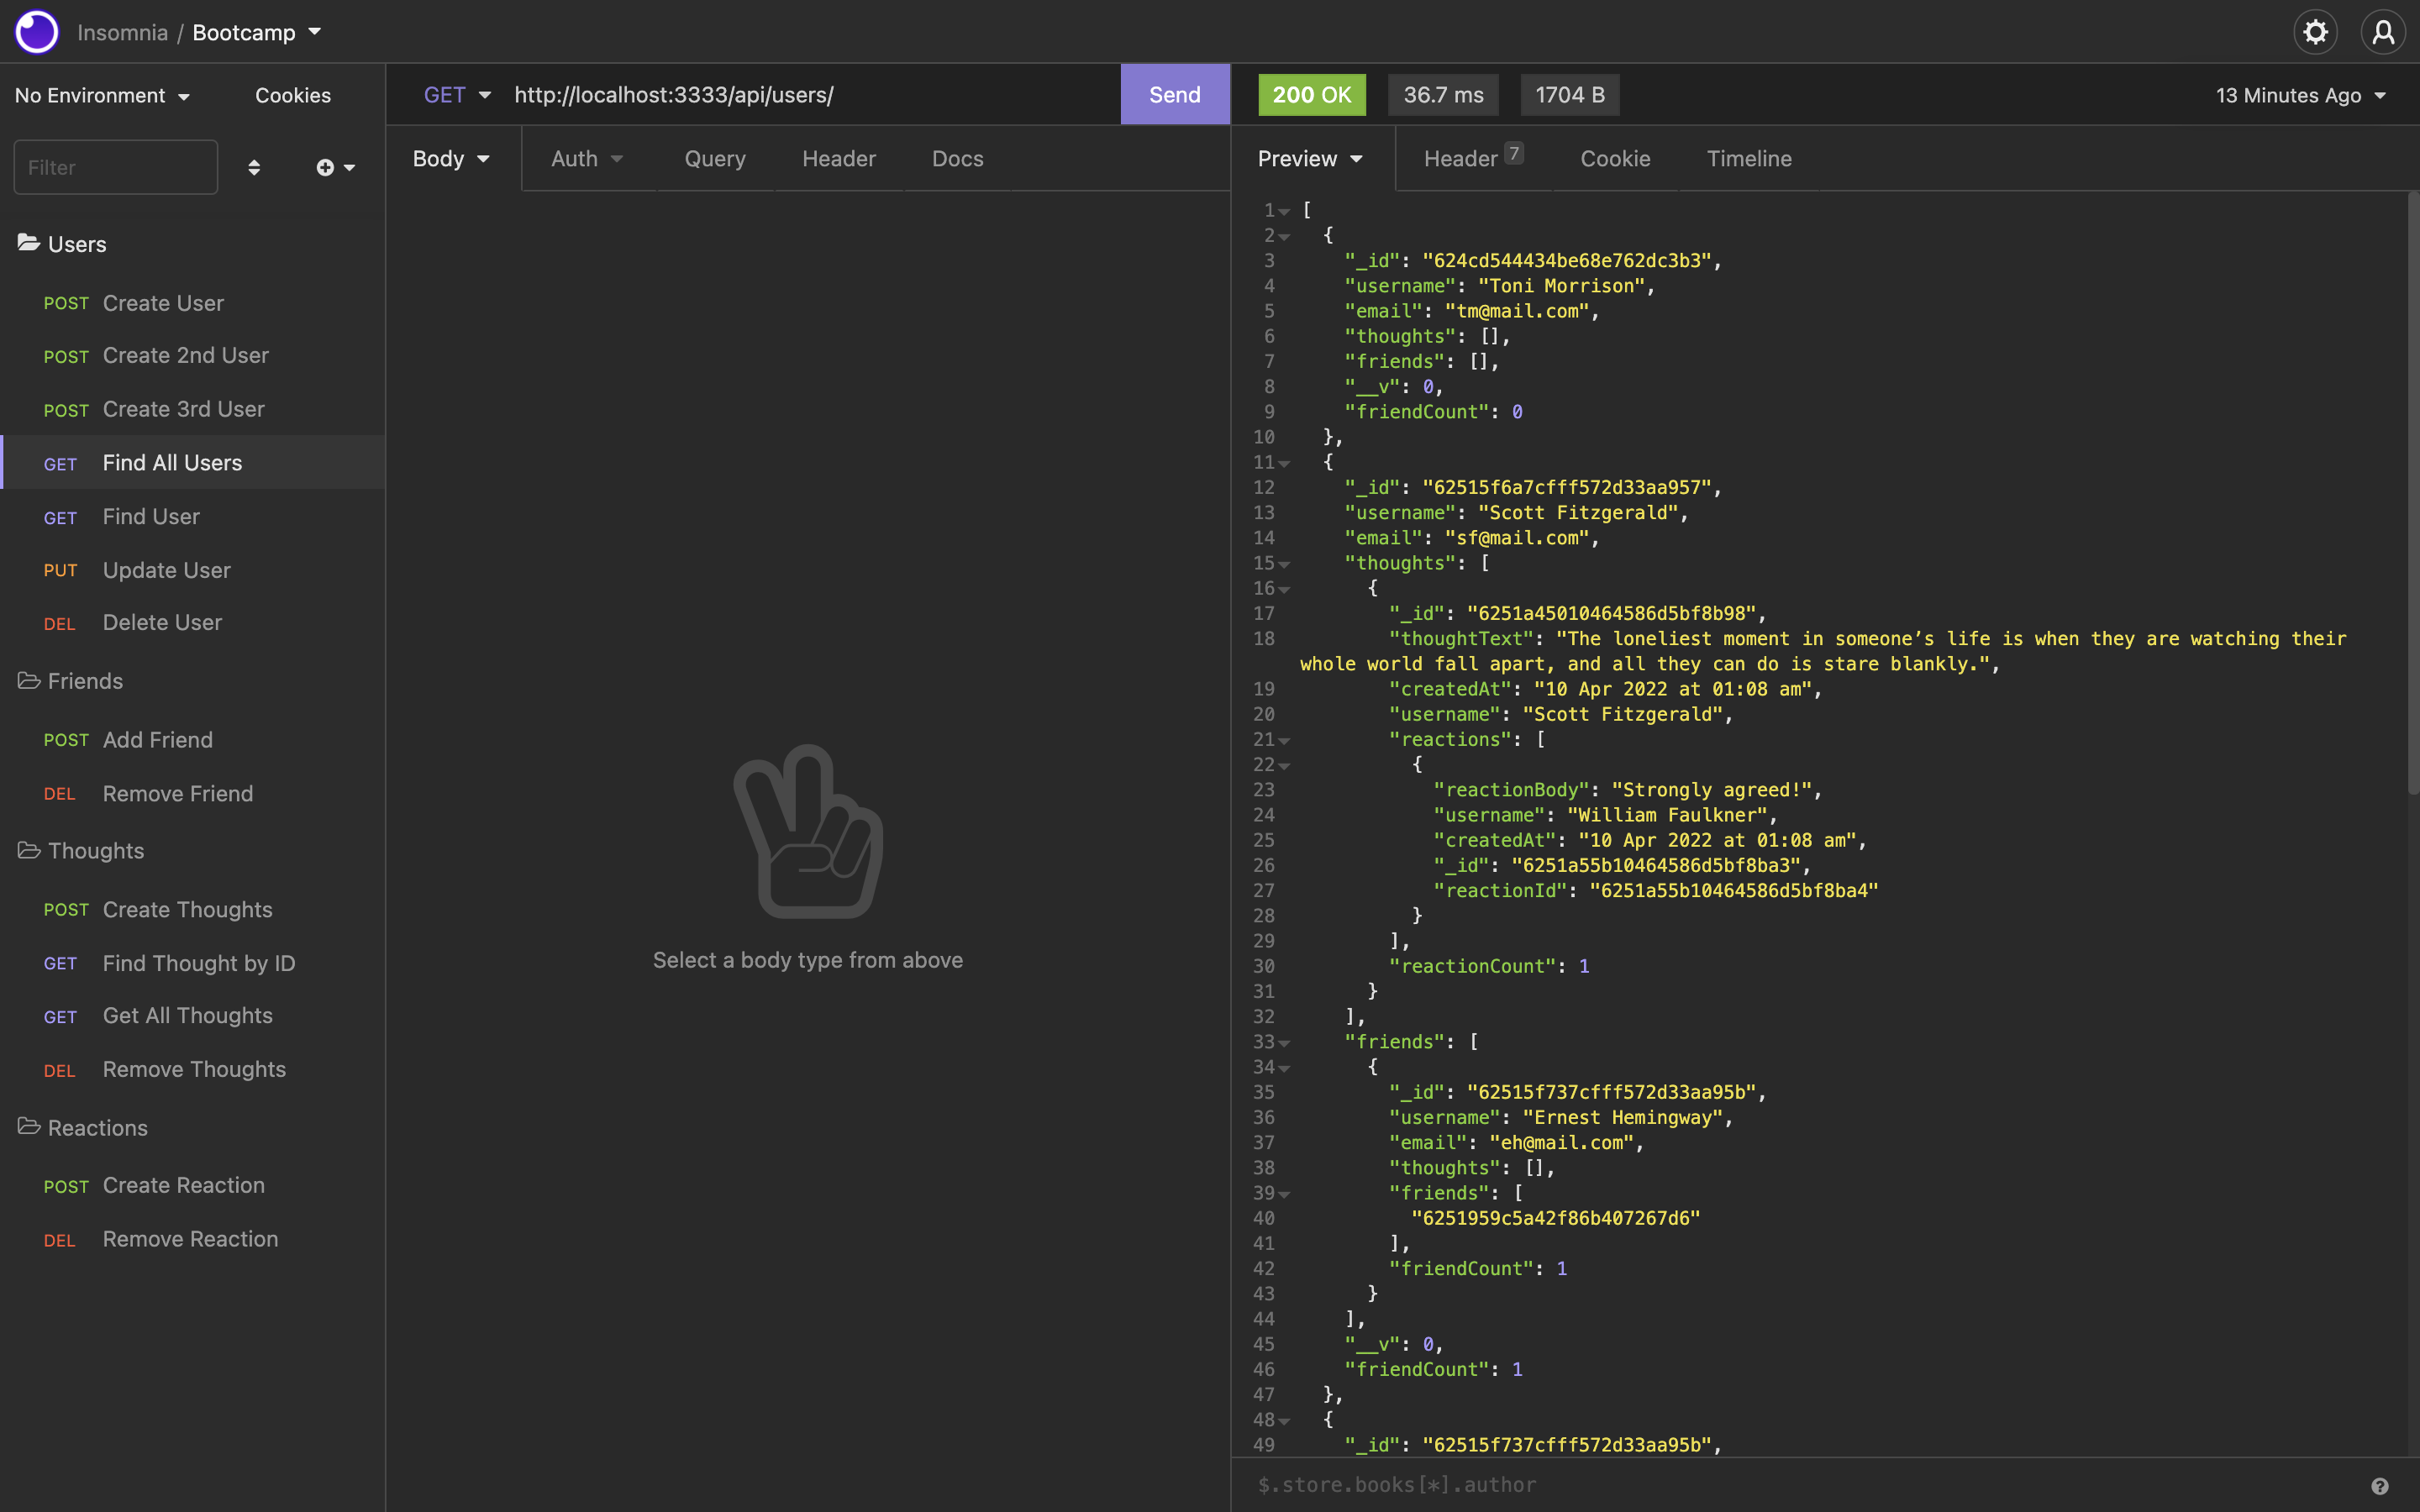 Insomnia / Bootcamp
No Environment
Cookies
Filter
Users
POST Create User
POST Create 2nd User
POST Create 3rd User
GET Find All Users
GET Find User
PUT Update User
DEL Delete User
Friends
POST Add Friend
DEL Remove Friend
Thoughts
POST Create Thoughts
GET Find Thought by ID
GET Get All Thoughts
DEL Remove Thoughts
Reactions
POST Create Reaction
DEL Remove Reaction
GET http://localhost:3333/api/users/ Send
Body Auth Query Header Docs
Select a body type from above
200 OK 36.7 ms 1704 B 13 Minutes Ago
Preview Header 7 Cookie Timeline
1 [
2 {
3 "_id": "624cd544434be68e762dc3b3",
4 "username": "Toni Morrison",
5 "email": "tm@mail.com",
6 "thoughts": [],
7 "friends": [],
8 "__v": 0,
9 "friendCount": 0
10 },
11 {
12 "_id": "62515f6a7cfff572d33aa957",
13 "username": "Scott Fitzgerald",
14 "email": "sf@mail.com",
15 "thoughts": [
16 {
17 "_id": "6251a45010464586d5bf8b98",
18 "thoughtText": "The loneliest moment in someone’s life is when they are watching their
whole world fall apart, and all they can do is stare blankly.",
19 "createdAt": "10 Apr 2022 at 01:08 am",
20 "username": "Scott Fitzgerald",
21 "reactions": [
22 {
23 "reactionBody": "Strongly agreed!",
24 "username": "William Faulkner",
25 "createdAt": "10 Apr 2022 at 01:08 am",
26 "_id": "6251a55b10464586d5bf8ba3",
27 "reactionId": "6251a55b10464586d5bf8ba4"
28 }
29 ],
30 "reactionCount": 1
31 }
32 ],
33 "friends": [
34 {
35 "_id": "62515f737cfff572d33aa95b",
36 "username": "Ernest Hemingway",
37 "email": "eh@mail.com",
38 "thoughts": [],
39 "friends": [
40 "6251959c5a42f86b407267d6"
41 ],
42 "friendCount": 1
43 }
44 ],
45 "__v": 0,
46 "friendCount": 1
47 },
48 {
49 "_id": "62515f737cfff572d33aa95b",
$.store.books[*].author